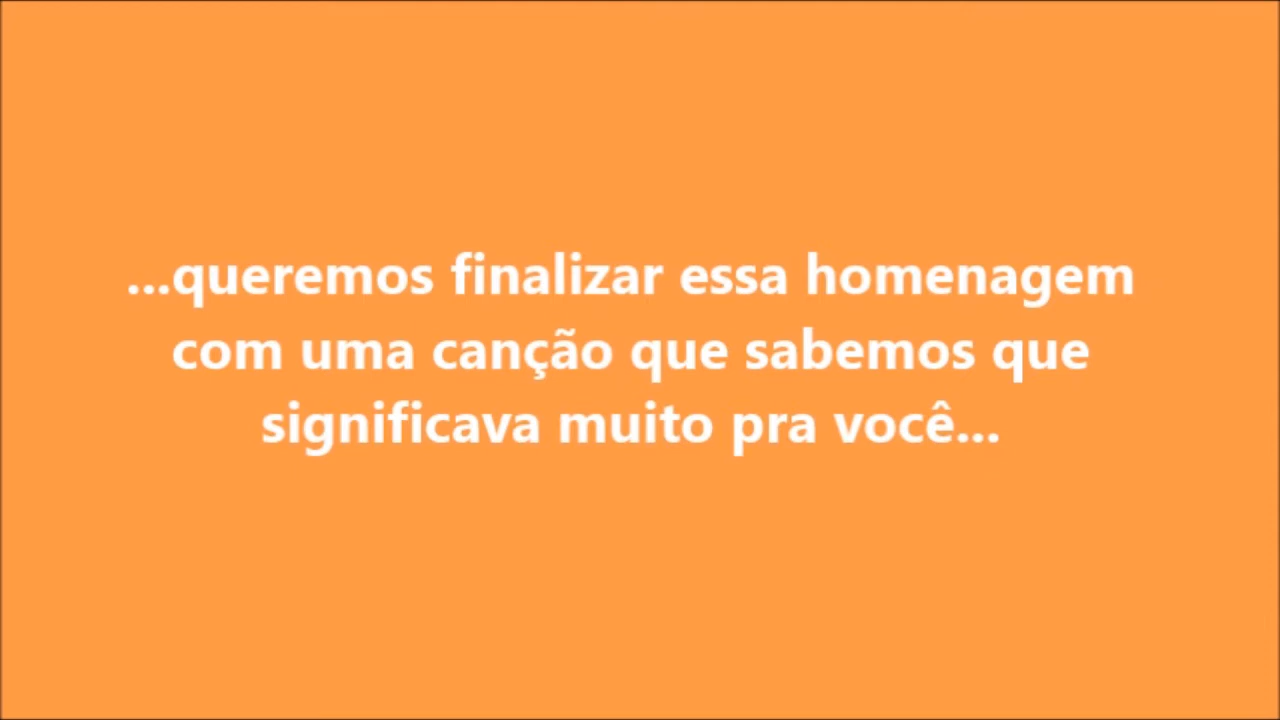 ...queremos finalizar essa homenagem
com uma canção que sabemos que
significava muito pra você...